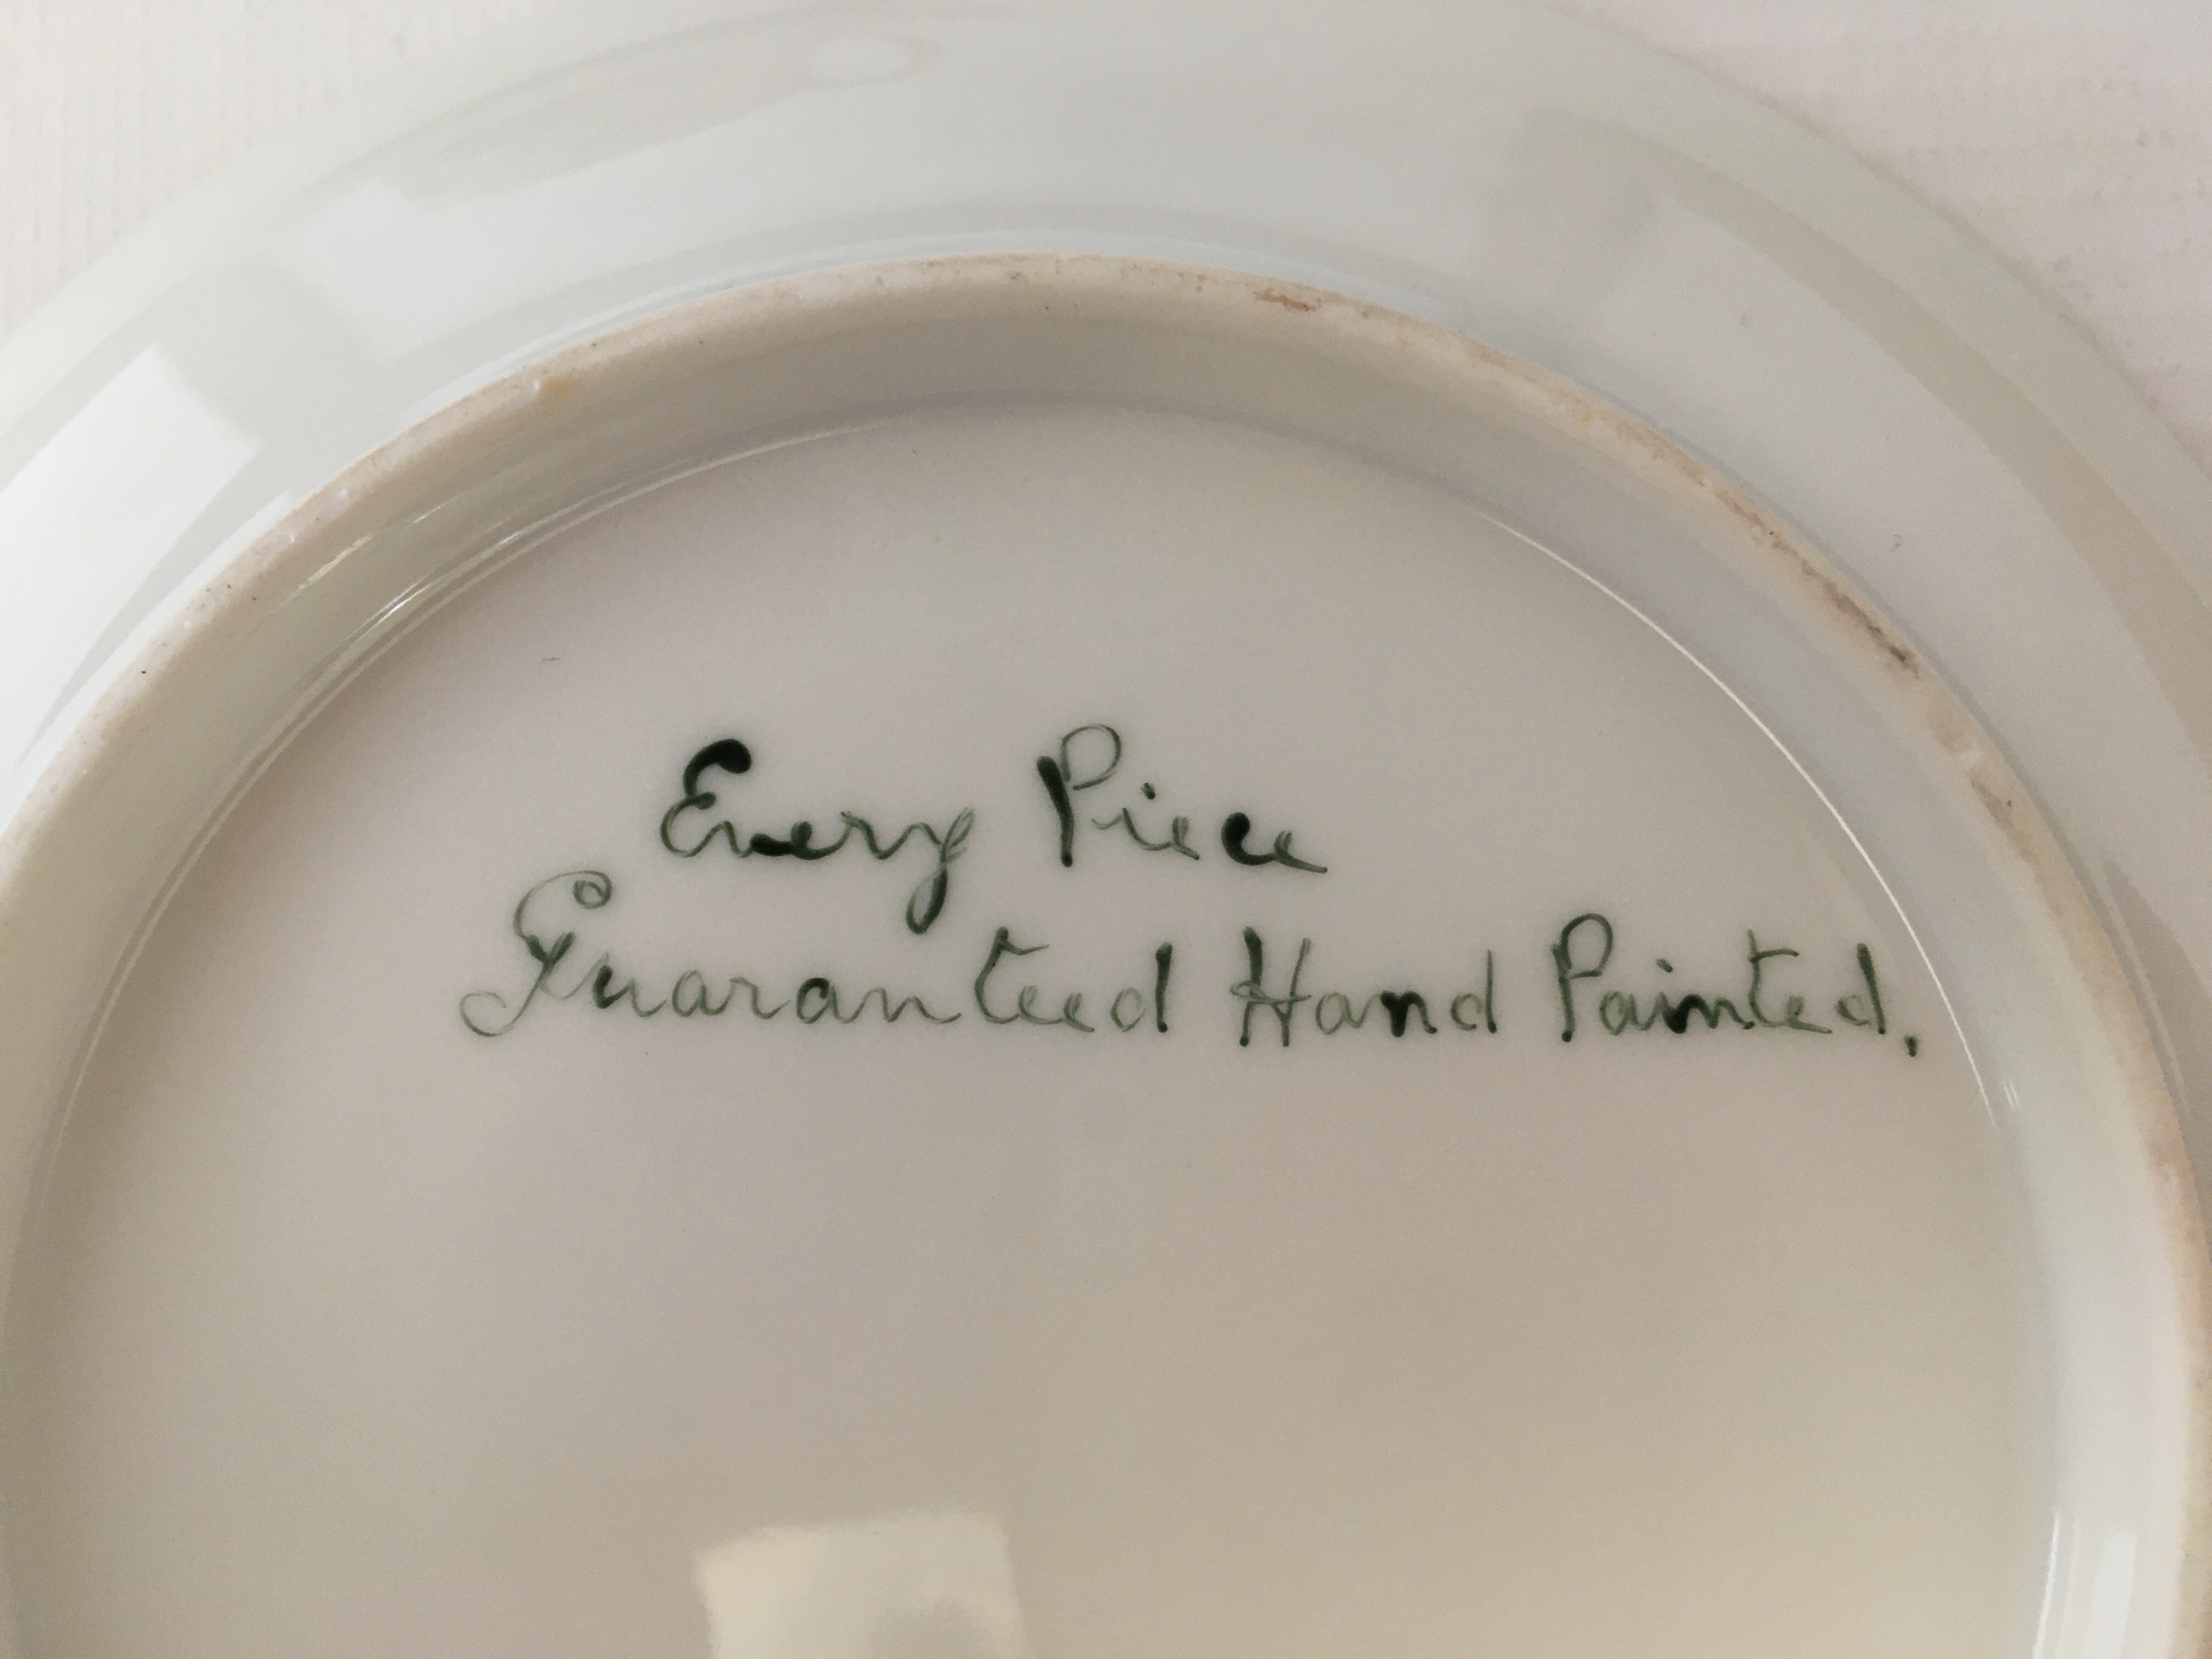 Every Piece
Guaranteed Hand Painted.